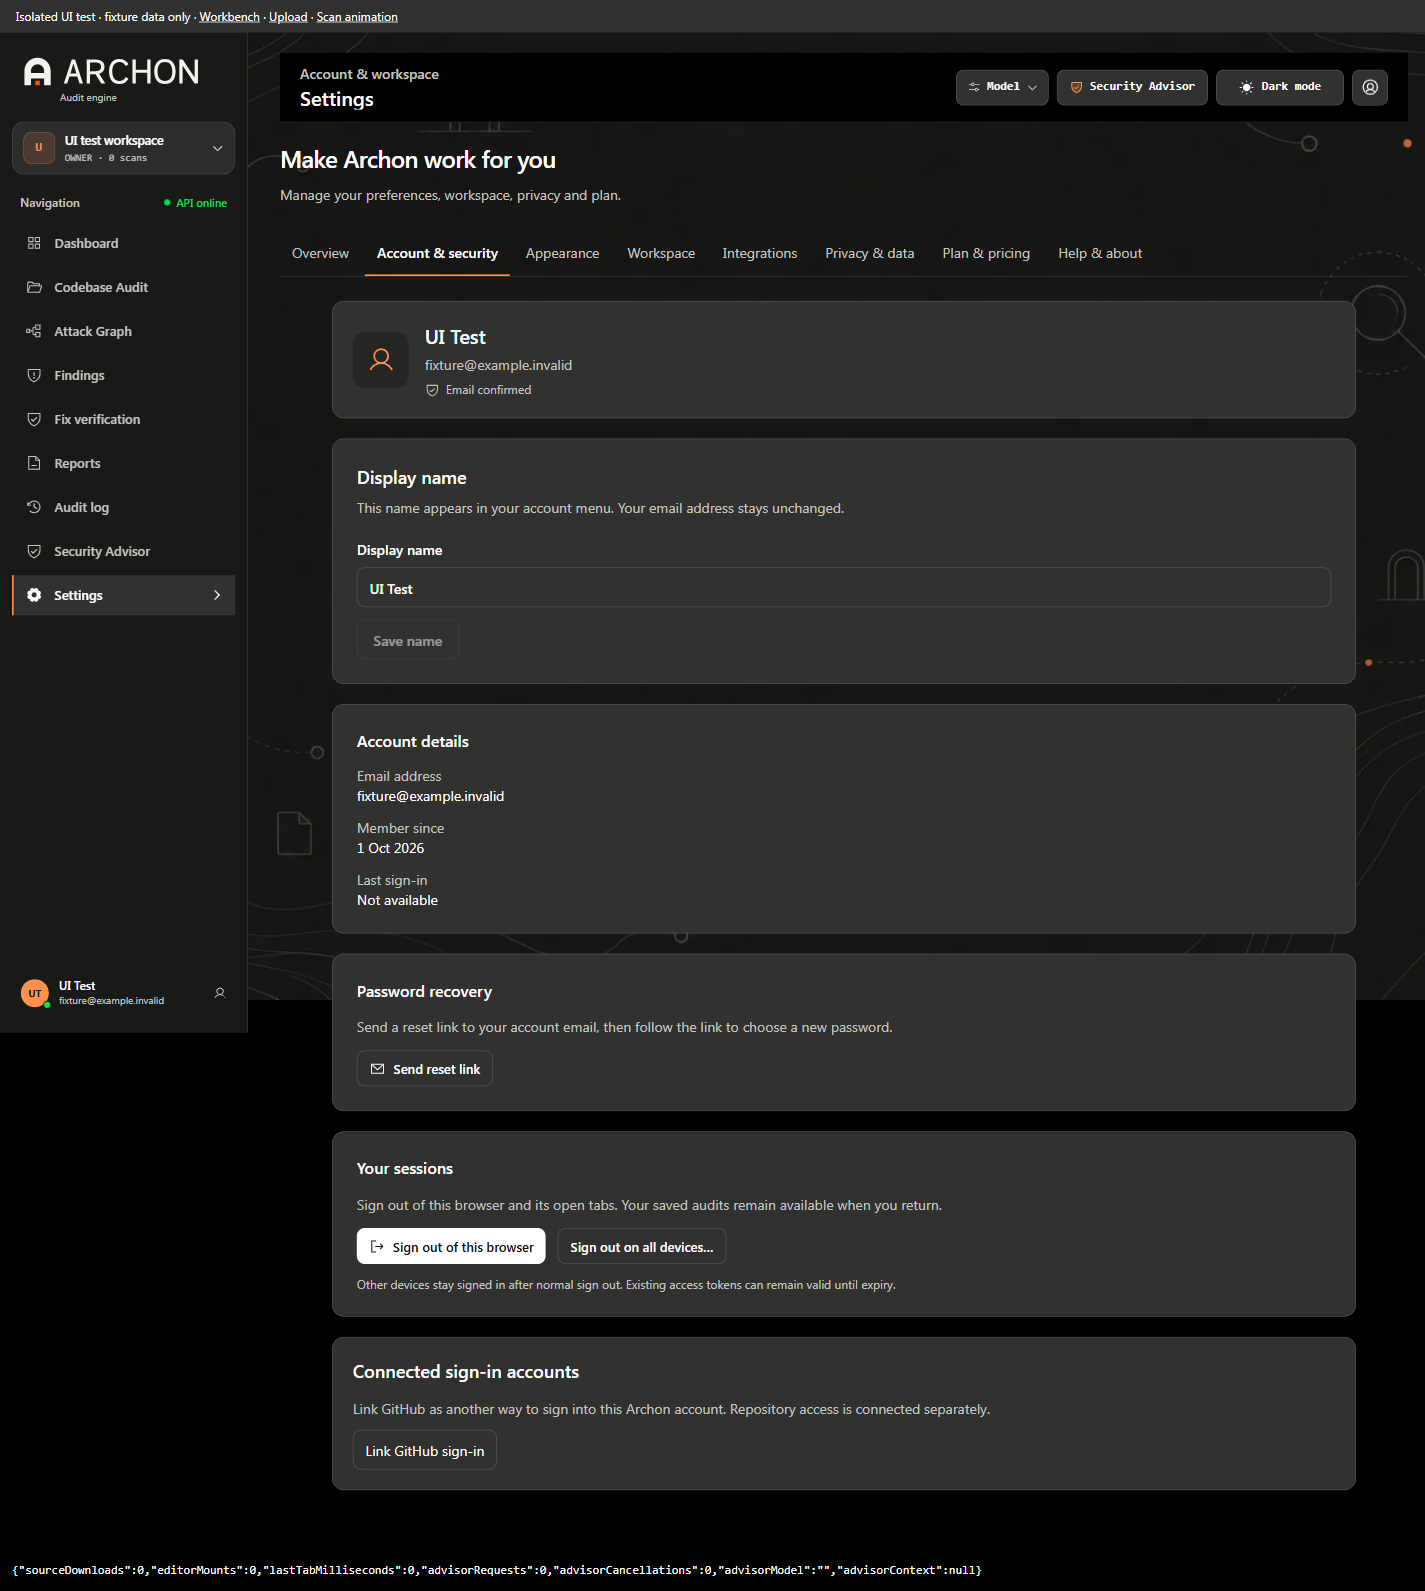 Isolated UI test · fixture data only · Workbench · Upload · Scan animation
ARCHON
Audit engine
U
UI test workspace
OWNER · 0 scans
Navigation
API online
Dashboard
Codebase Audit
Attack Graph
Findings
Fix verification
Reports
Audit log
Security Advisor
Settings
UT
UI Test
fixture@example.invalid
Account & workspace
Settings
Model
Security Advisor
Dark mode
Make Archon work for you
Manage your preferences, workspace, privacy and plan.
Overview
Account & security
Appearance
Workspace
Integrations
Privacy & data
Plan & pricing
Help & about
UI Test
fixture@example.invalid
Email confirmed
Display name
This name appears in your account menu. Your email address stays unchanged.
Display name
UI Test
Save name
Account details
Email address
fixture@example.invalid
Member since
1 Oct 2026
Last sign-in
Not available
Password recovery
Send a reset link to your account email, then follow the link to choose a new password.
Send reset link
Your sessions
Sign out of this browser and its open tabs. Your saved audits remain available when you return.
Sign out of this browser
Sign out on all devices...
Other devices stay signed in after normal sign out. Existing access tokens can remain valid until expiry.
Connected sign-in accounts
Link GitHub as another way to sign into this Archon account. Repository access is connected separately.
Link GitHub sign-in
{"sourceDownloads":0,"editorMounts":0,"lastTabMilliseconds":0,"advisorRequests":0,"advisorCancellations":0,"advisorModel":"","advisorContext":null}